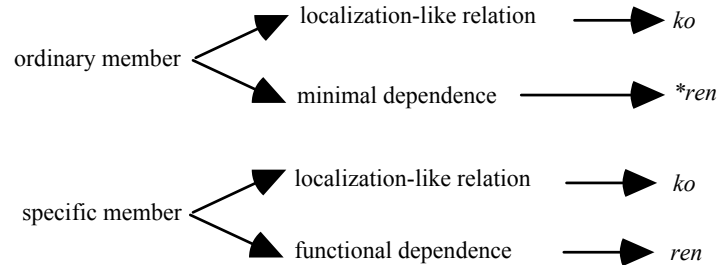 localization-like relation ko
ordinary member
minimal dependence *ren
localization-like relation ko
specific member
functional dependence ren